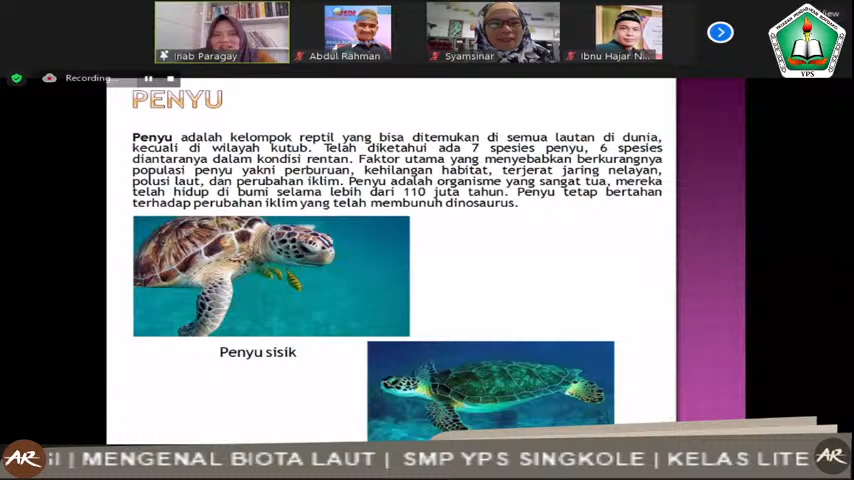 View
Inab Paragay
Abdul Rahman
Syamsinar
Ibnu Hajar N...
YPS
Recording...
PENYU
Penyu adalah kelompok reptil yang bisa ditemukan di semua lautan di dunia,
kecuali di wilayah kutub. Telah diketahui ada 7 spesies penyu, 6 spesies
diantaranya dalam kondisi rentan. Faktor utama yang menyebabkan berkurangnya
populasi penyu yakni perburuan, kehilangan habitat, terjerat jaring nelayan,
polusi laut, dan perubahan iklim. Penyu adalah organisme yang sangat tua, mereka
telah hidup di bumi selama lebih dari 110 juta tahun. Penyu tetap bertahan
terhadap perubahan iklim yang telah membunuh dinosaurus.
Penyu sisik
AR
I | MENGENAL BIOTA LAUT | SMP YPS SINGKOLE | KELAS LITE
AR